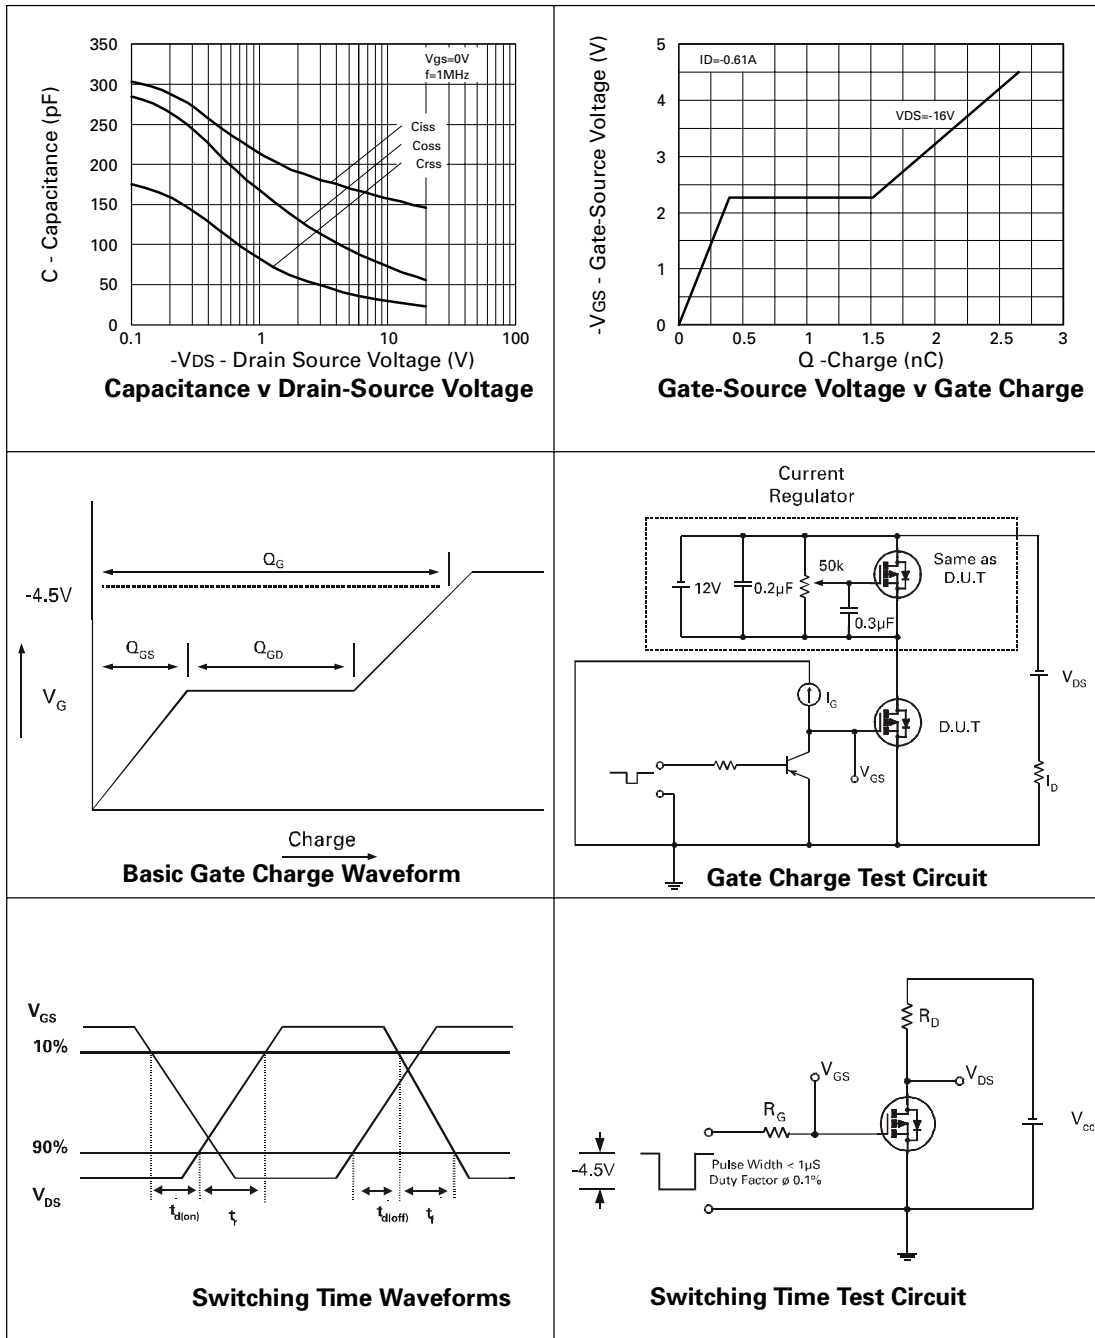 350
300
250
200
150
100
50
0
C - Capacitance (pF)
Vgs=0V
f=1MHz
Ciss
Coss
Crss
0.1
1
10
100
-VDS - Drain Source Voltage (V)
Capacitance v Drain-Source Voltage
5
4
3
2
1
0
-VGS - Gate-Source Voltage (V)
ID=-0.61A
VDS=-16V
0
0.5
1
1.5
2
2.5
3
Q -Charge (nC)
Gate-Source Voltage v Gate Charge
QG
-4.5V
QGS
QGD
VG
Charge
Basic Gate Charge Waveform
Current
Regulator
12V
0.2µF
50k
0.3µF
Same as
D.U.T
IG
VDS
D.U.T
VGS
ID
Gate Charge Test Circuit
VGS
10%
90%
VDS
td(on)
tr
td(off)
tf
Switching Time Waveforms
RD
VGS
VDS
RG
Vcc
-4.5V
Pulse Width < 1µS
Duty Factor ø 0.1%
Switching Time Test Circuit